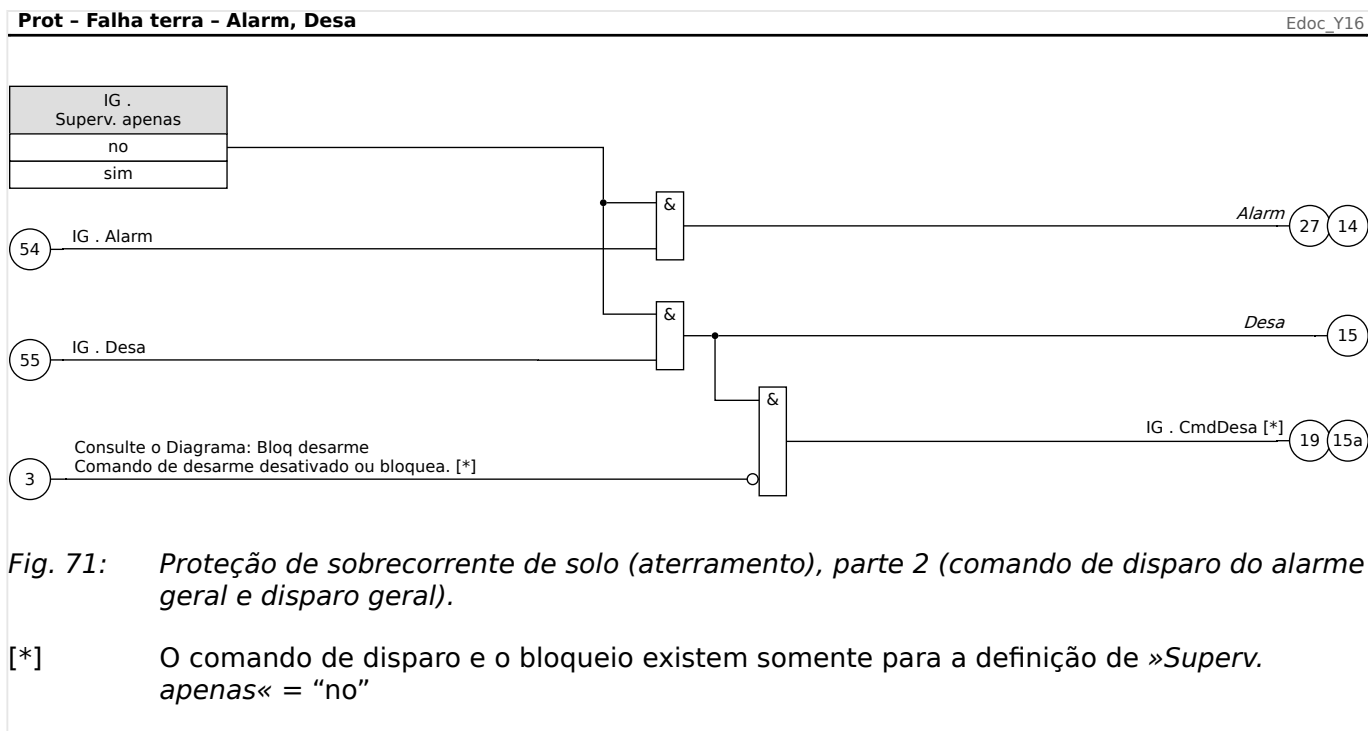 Prot – Falha terra – Alarm, Desa
Edoc_Y16
IG .
Superv. apenas
no
sim
&
Alarm
27
14
54
IG . Alarm
&
Desa
15
55
IG . Desa
&
IG . CmdDesa [*]
19
15a
Consulte o Diagrama: Bloq desarme
Comando de desarme desativado ou bloquea. [*]
3
Fig. 71: Proteção de sobrecorrente de solo (aterramento), parte 2 (comando de disparo do alarme
geral e disparo geral).
[*] O comando de disparo e o bloqueio existem somente para a definição de »Superv.
apenas« = “no”